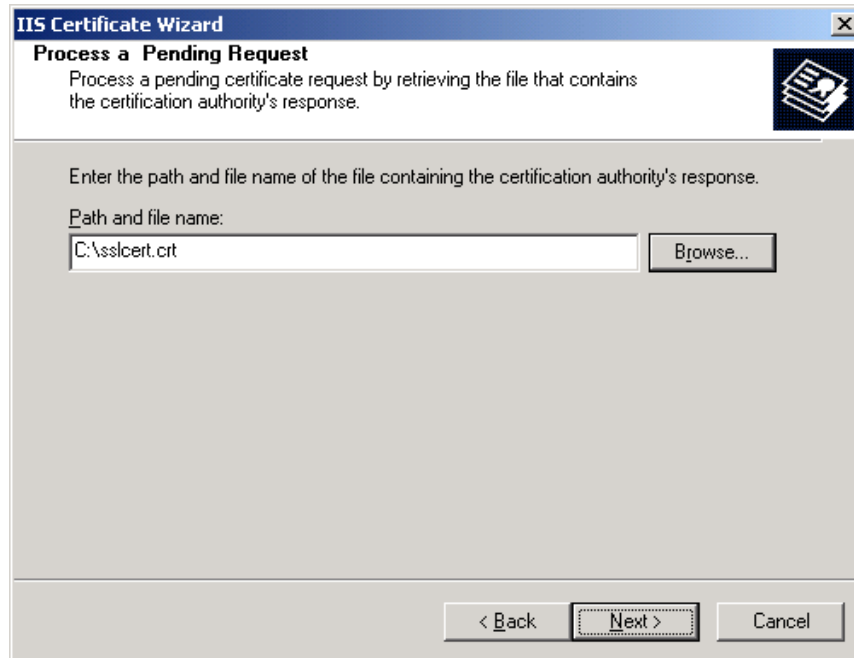 IIS Certificate Wizard
Process a  Pending Request
Process a pending certificate request by retrieving the file that contains
the certification authority's response.
Enter the path and file name of the file containing the certification authority's response.
Path and file name:
C:\sslcert.crt
Browse...
< Back
Next >
Cancel